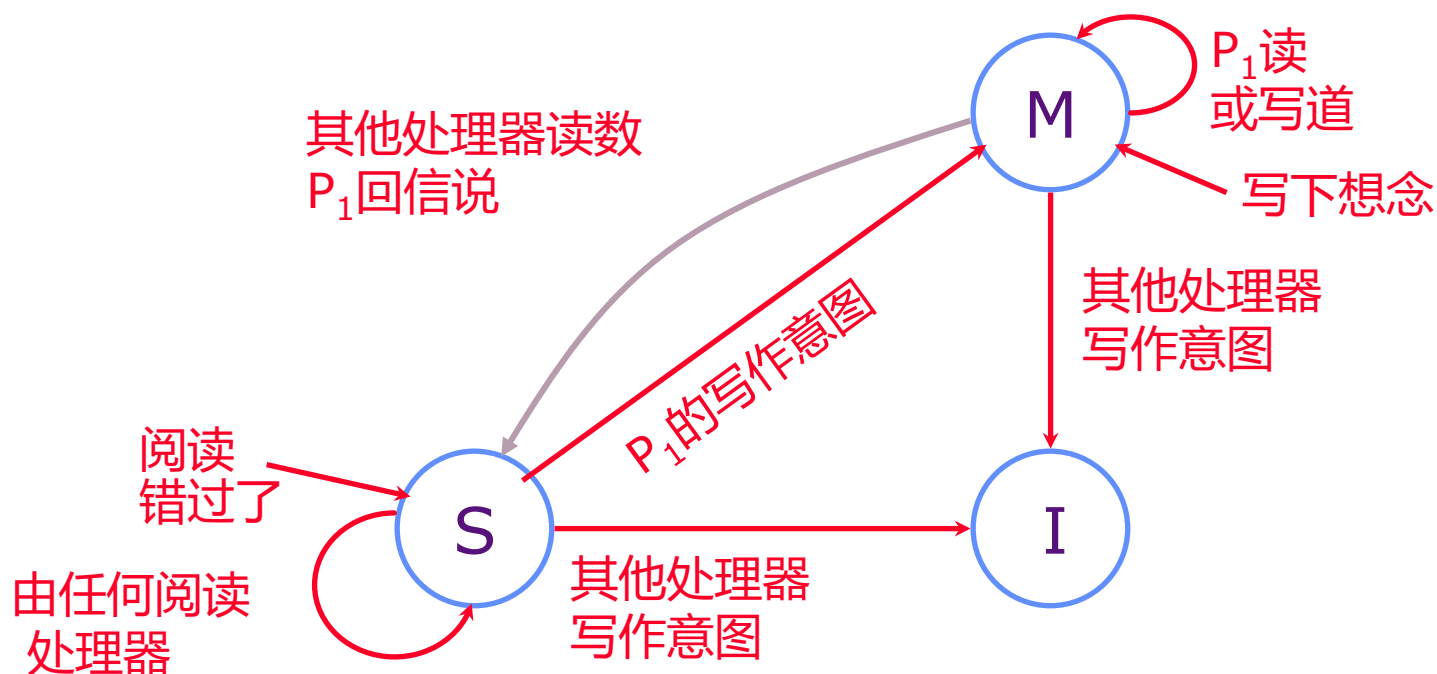 P₁读
或写道
M
其他处理器读数
P₁回信说
写下想念
其他处理器
写作意图
P₁的写作意图
阅读
错过了
S
I
由任何阅读
处理器
其他处理器
写作意图